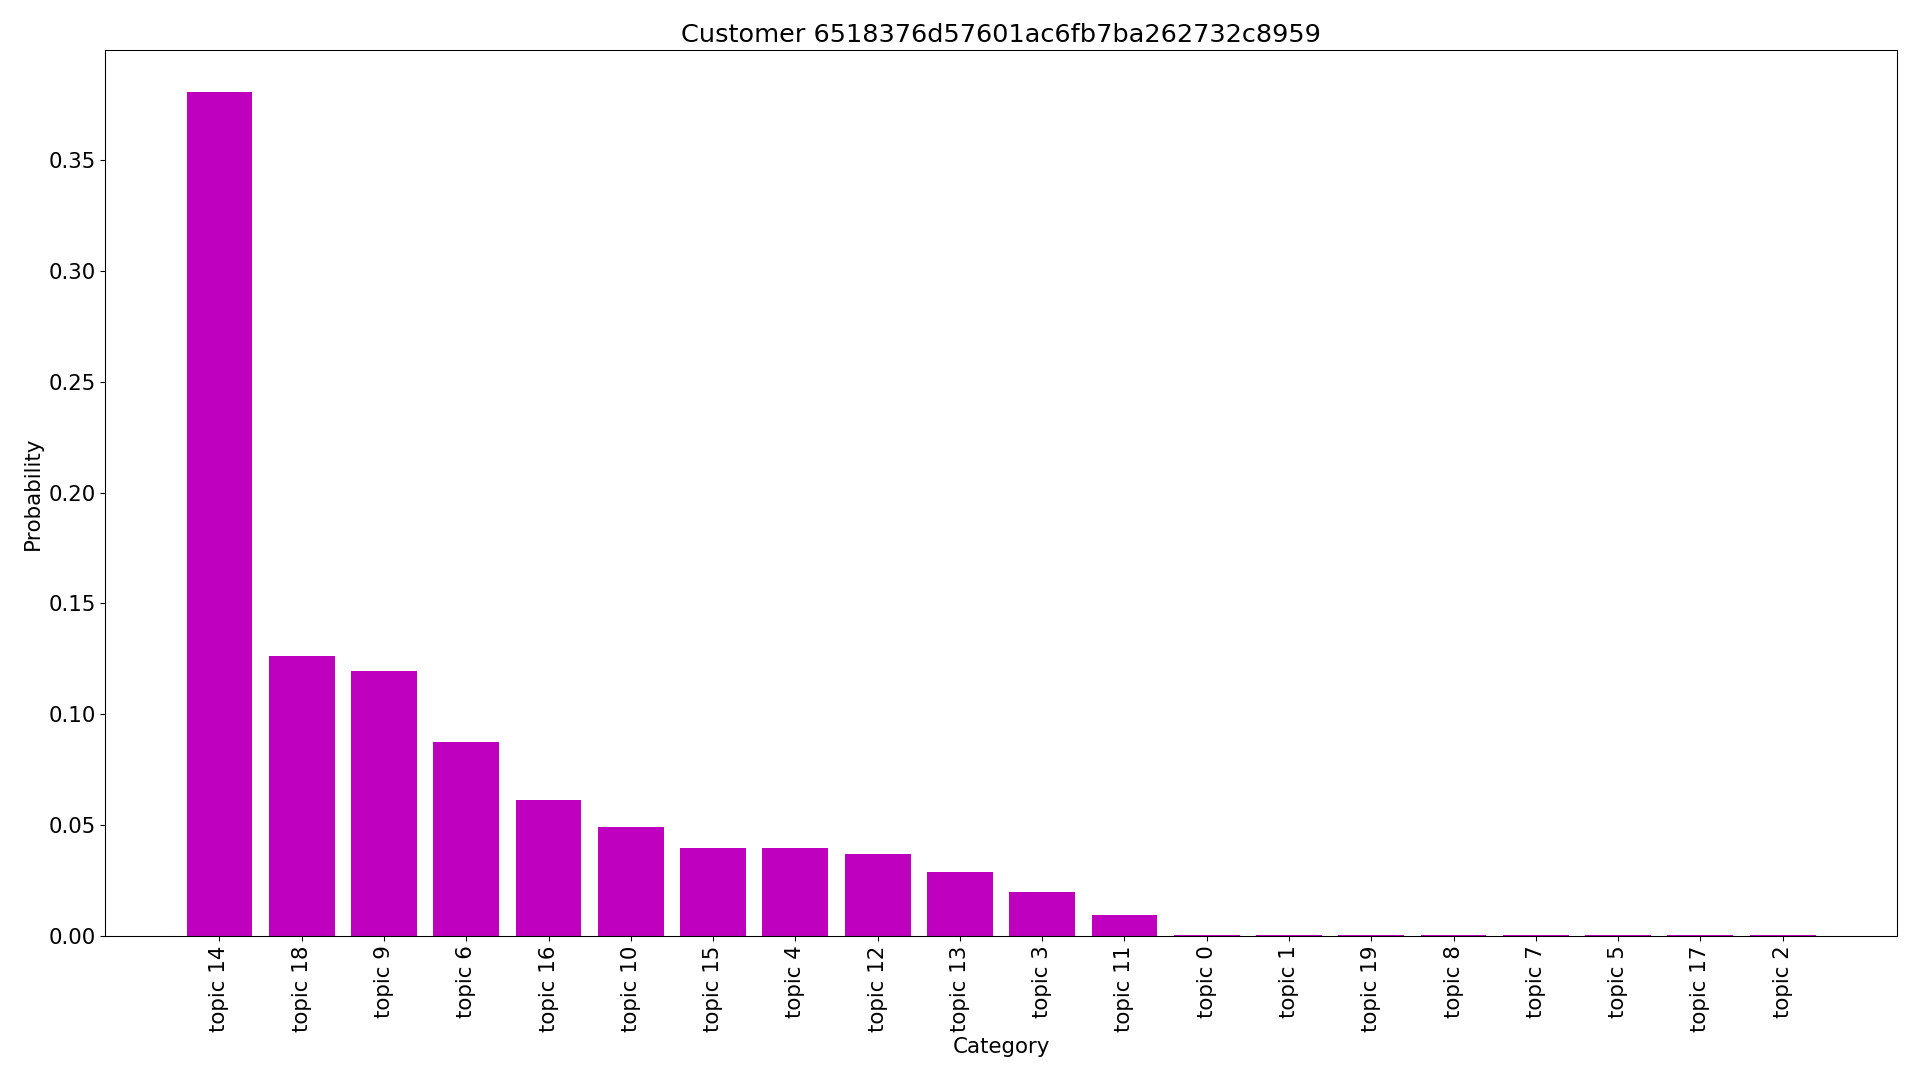 Customer 6518376d57601ac6fb7ba262732c8959
Probability
0.35
0.30
0.25
0.20
0.15
0.10
0.05
0.00
topic 14
topic 18
topic 9
topic 6
topic 16
topic 10
topic 15
topic 4
topic 12
topic 13
topic 3
topic 11
topic 0
topic 1
topic 19
topic 8
topic 7
topic 5
topic 17
topic 2
Category